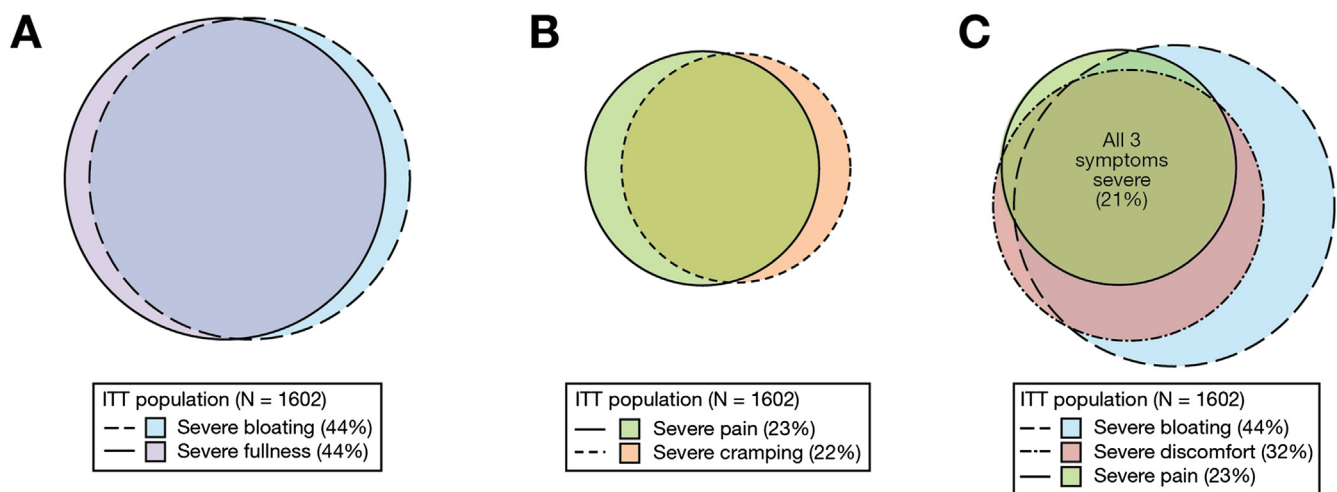 A
B
C
All 3
symptoms
severe
(21%)
ITT population (N = 1602)
Severe bloating (44%)
Severe fullness (44%)
ITT population (N = 1602)
Severe pain (23%)
Severe cramping (22%)
ITT population (N = 1602)
Severe bloating (44%)
Severe discomfort (32%)
Severe pain (23%)